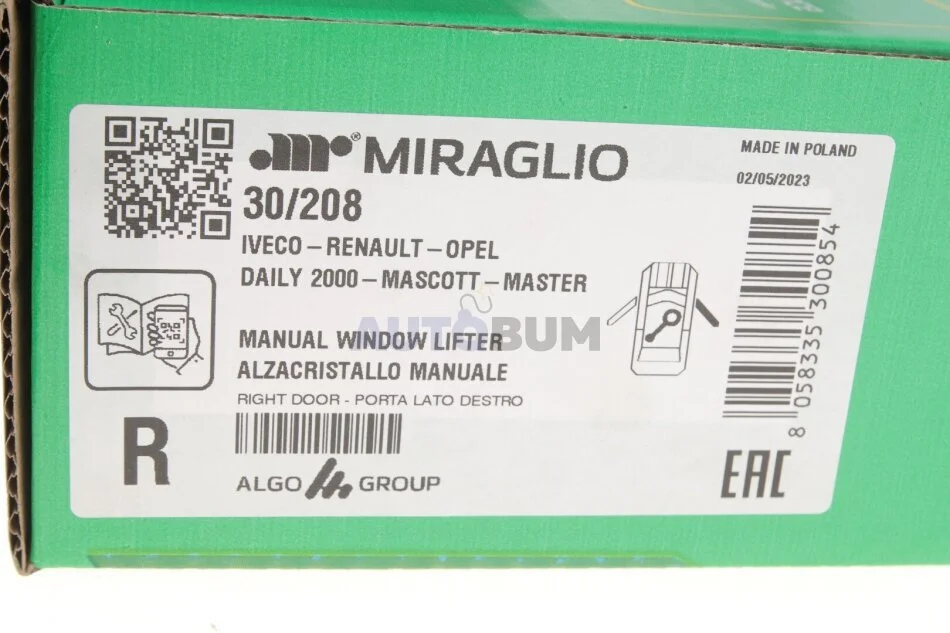 MIRAGLIO
MADE IN POLAND
02/05/2023
30/208
IVECO – RENAULT – OPEL
DAILY 2000 – MASCOTT – MASTER
MANUAL WINDOW LIFTER
AUTOBUM
ALZACRISTALLO MANUALE
RIGHT DOOR - PORTA LATO DESTRO
R
ALGO GROUP
8 058335 300854
EAC